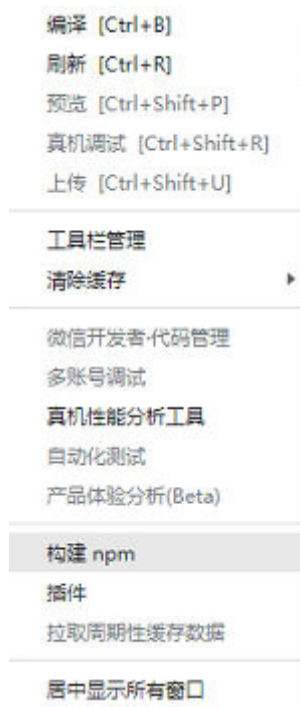 编译 [Ctrl+B]
刷新 [Ctrl+R]
预览 [Ctrl+Shift+P]
真机调试 [Ctrl+Shift+R]
上传 [Ctrl+Shift+U]
工具栏管理
清除缓存
微信开发者·代码管理
多账号调试
真机性能分析工具
自动化测试
产品体验分析(Beta)
构建 npm
插件
拉取周期性缓存数据
居中显示所有窗口